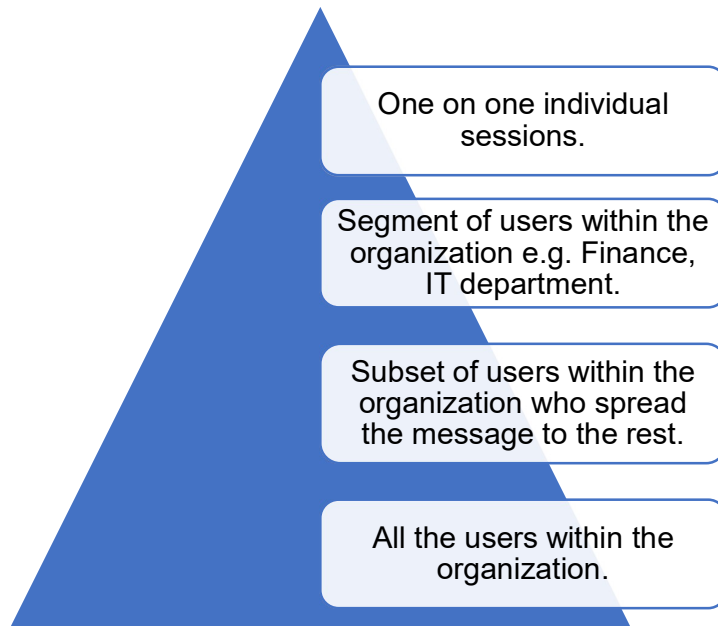 One on one individual
sessions.
Segment of users within the
organization e.g. Finance,
IT department.
Subset of users within the
organization who spread
the message to the rest.
All the users within the
organization.